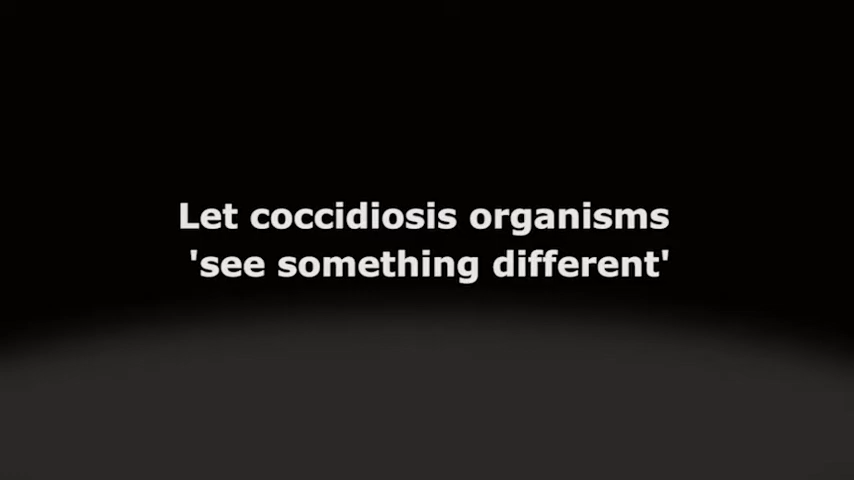 Let coccidiosis organisms
'see something different'